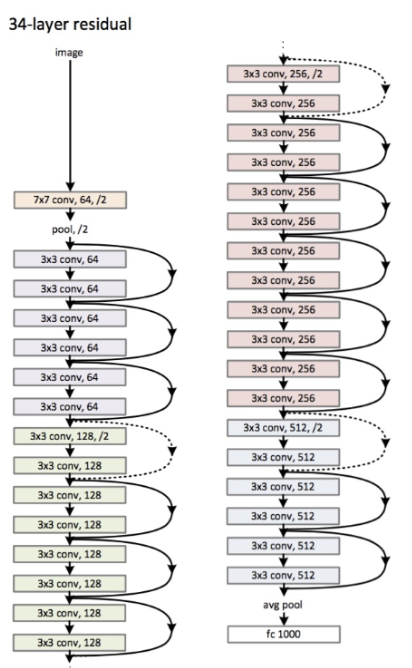 34-layer residual
image
7x7 conv, 64, /2
pool, /2
3x3 conv, 64
3x3 conv, 64
3x3 conv, 64
3x3 conv, 64
3x3 conv, 64
3x3 conv, 64
3x3 conv, 128, /2
3x3 conv, 128
3x3 conv, 128
3x3 conv, 128
3x3 conv, 128
3x3 conv, 128
3x3 conv, 128
3x3 conv, 128
3x3 conv, 256, /2
3x3 conv, 256
3x3 conv, 256
3x3 conv, 256
3x3 conv, 256
3x3 conv, 256
3x3 conv, 256
3x3 conv, 256
3x3 conv, 256
3x3 conv, 256
3x3 conv, 256
3x3 conv, 256
3x3 conv, 512, /2
3x3 conv, 512
3x3 conv, 512
3x3 conv, 512
3x3 conv, 512
3x3 conv, 512
avg pool
fc 1000